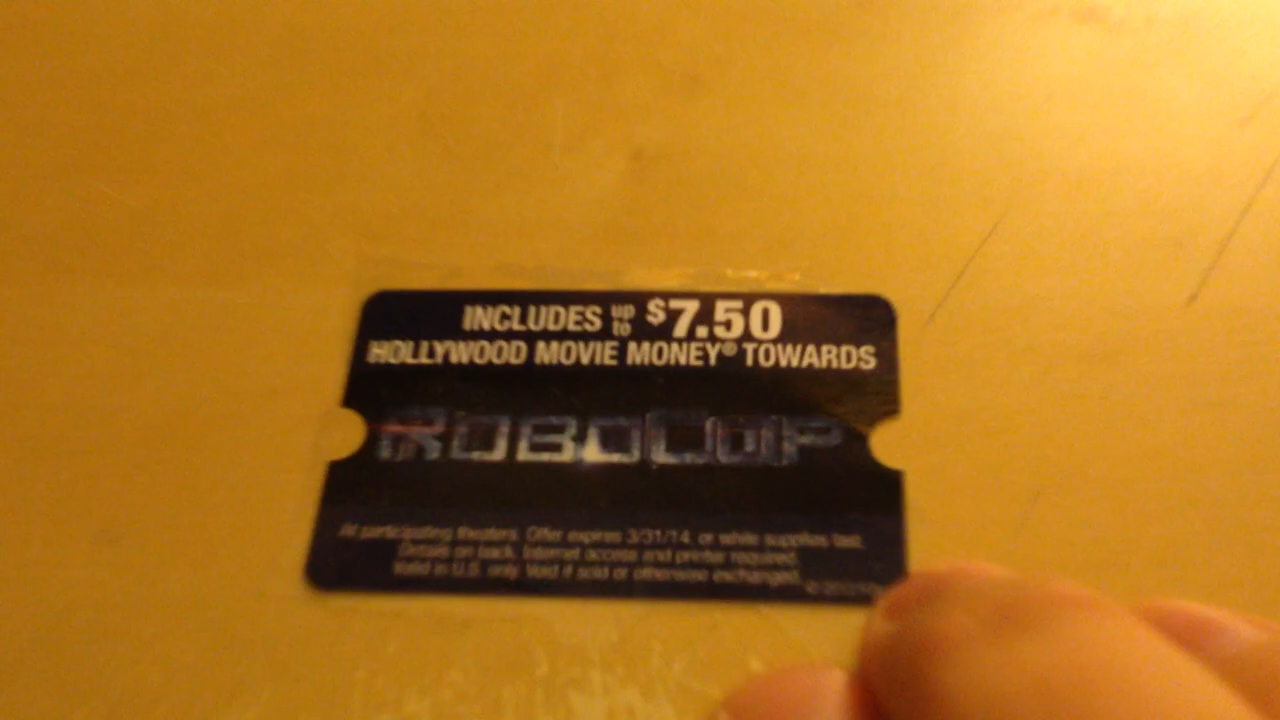 INCLUDES up to $7.50
HOLLYWOOD MOVIE MONEY® TOWARDS
ROBOCOP
At participating theaters. Offer expires 3/31/14, or while supplies last.
Details on back. Internet access and printer required.
Valid in U.S. only. Void if sold or otherwise exchanged.